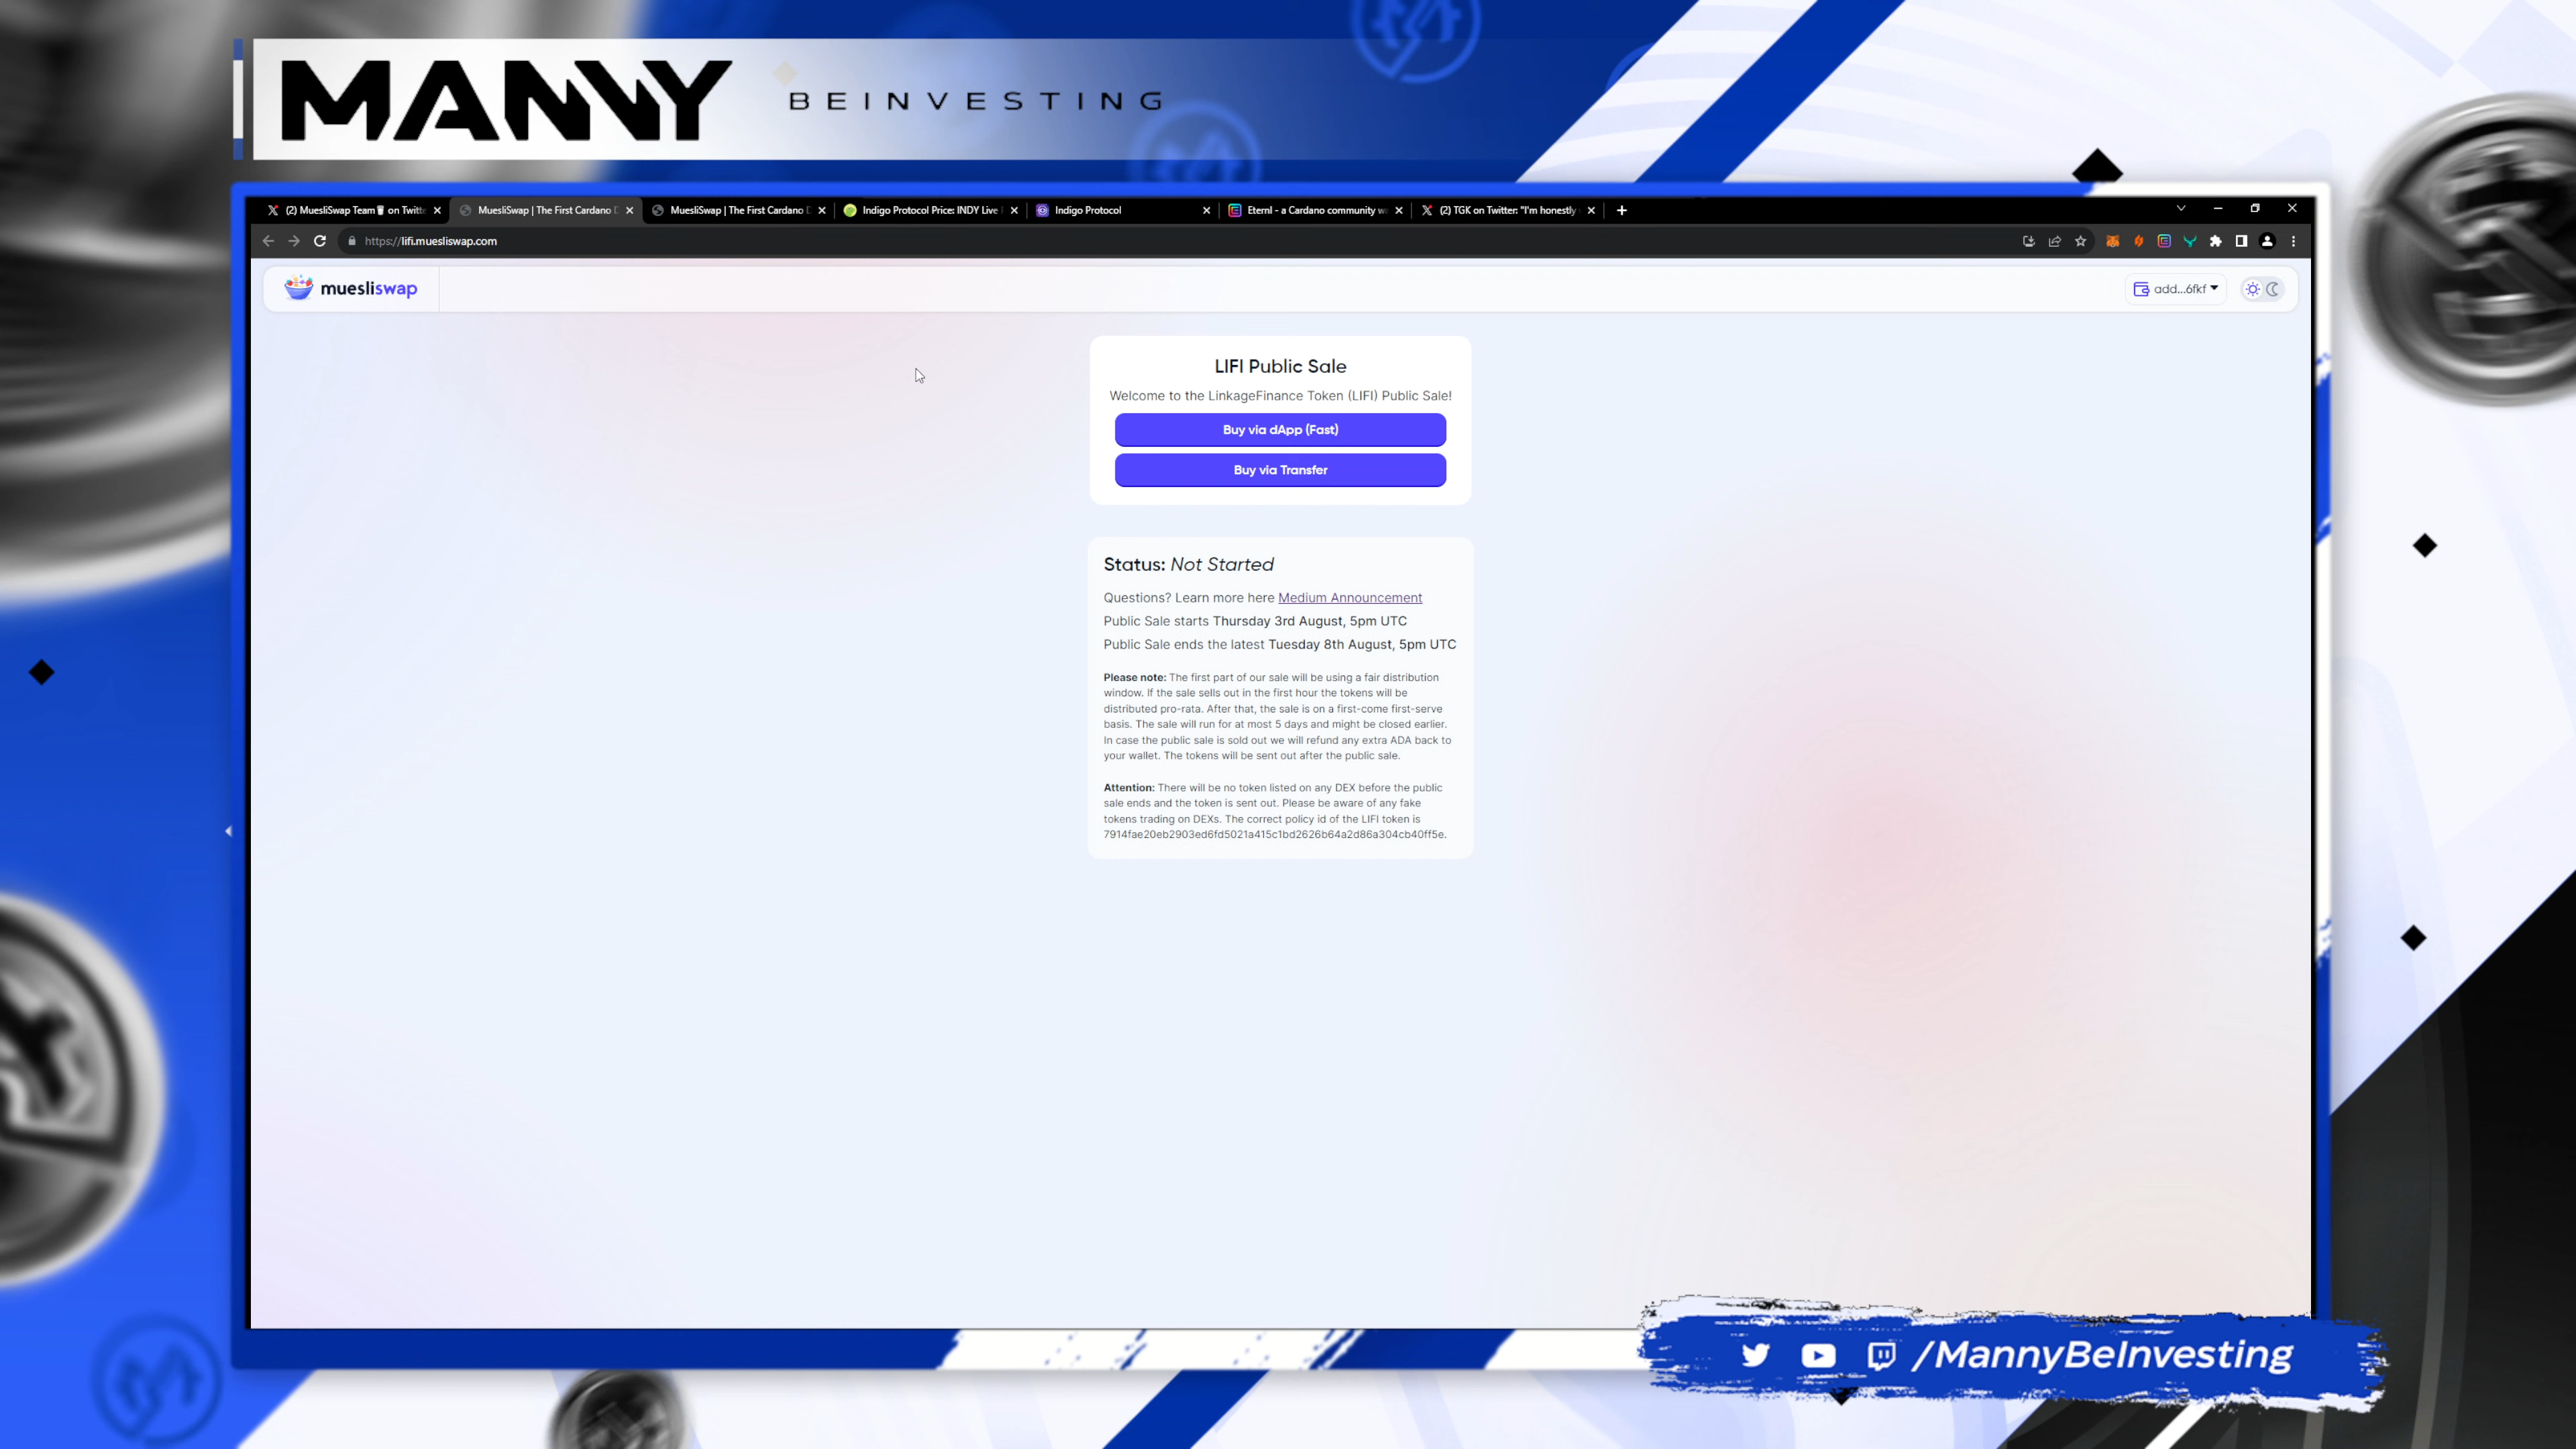 MANNY BEINVESTING
(2) MuesliSwap Team on Twitte
MuesliSwap | The First Cardano D
MuesliSwap | The First Cardano D
Indigo Protocol Price: INDY Live
Indigo Protocol
Eternl - a Cardano community wa
(2) TGK on Twitter: "I'm honestly
https://lifi.muesliswap.com
muesliswap
add...6fkf
LIFI Public Sale
Welcome to the LinkageFinance Token (LIFI) Public Sale!
Buy via dApp (Fast)
Buy via Transfer
Status: Not Started
Questions? Learn more here Medium Announcement
Public Sale starts Thursday 3rd August, 5pm UTC
Public Sale ends the latest Tuesday 8th August, 5pm UTC
Please note: The first part of our sale will be using a fair distribution
window. If the sale sells out in the first hour the tokens will be
distributed pro-rata. After that, the sale is on a first-come first-serve
basis. The sale will run for at most 5 days and might be closed earlier.
In case the public sale is sold out we will refund any extra ADA back to
your wallet. The tokens will be sent out after the public sale.
Attention: There will be no token listed on any DEX before the public
sale ends and the token is sent out. Please be aware of any fake
tokens trading on DEXs. The correct policy id of the LIFI token is
7914fae20eb2903ed6fd5021a415c1bd2626b64a2d86a304cb40ff5e.
/MannyBeInvesting